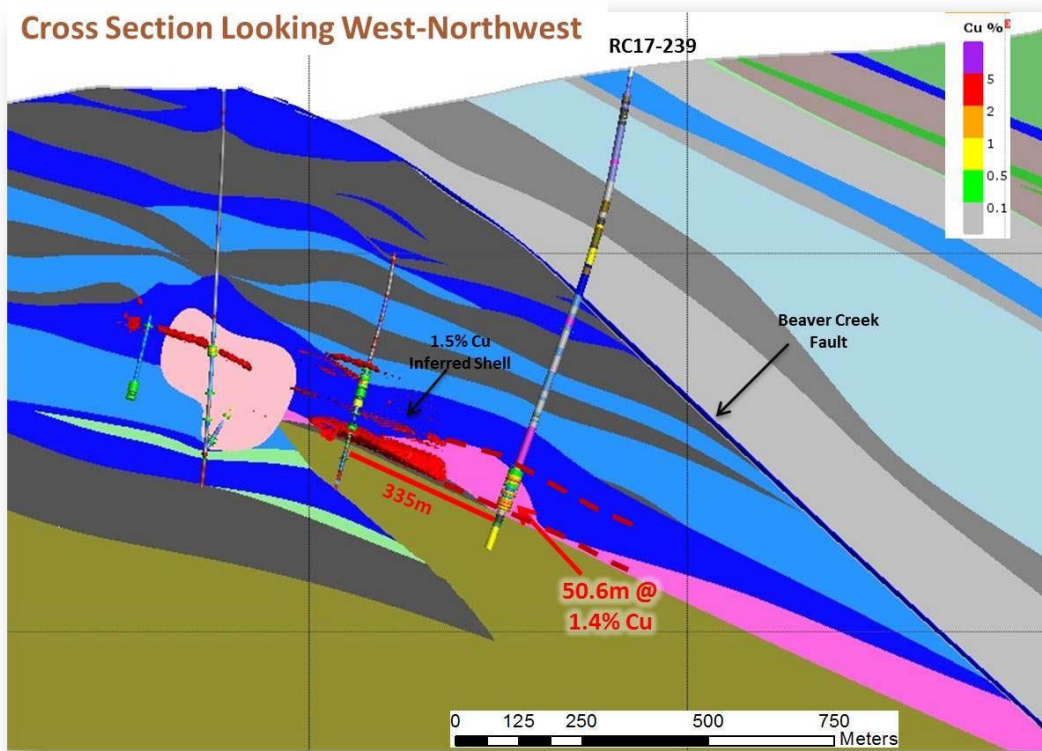 Cross Section Looking West-Northwest
RC17-239
Cu %
5
2
1
0.5
0.1
1.5% Cu
Inferred Shell
Beaver Creek
Fault
335m
50.6m @
1.4% Cu
0 125 250 500 750
Meters